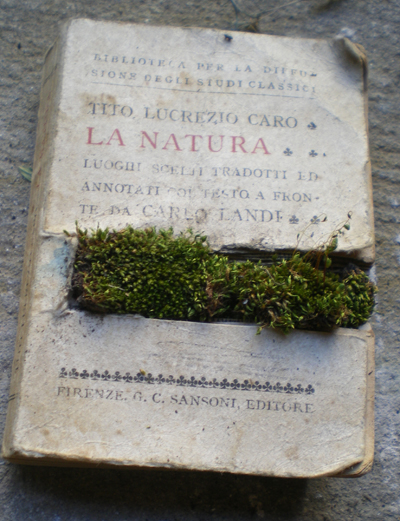 BIBLIOTECA PER LA DIFFU-
SIONE DEGLI STUDI CLASSICI
TITO LUCREZIO CARO
LA NATURA
LUOGHI SCELTI TRADOTTI ED
ANNOTATI COL TESTO A FRON-
TE DA CARLO LANDI
FIRENZE, G. C. SANSONI, EDITORE